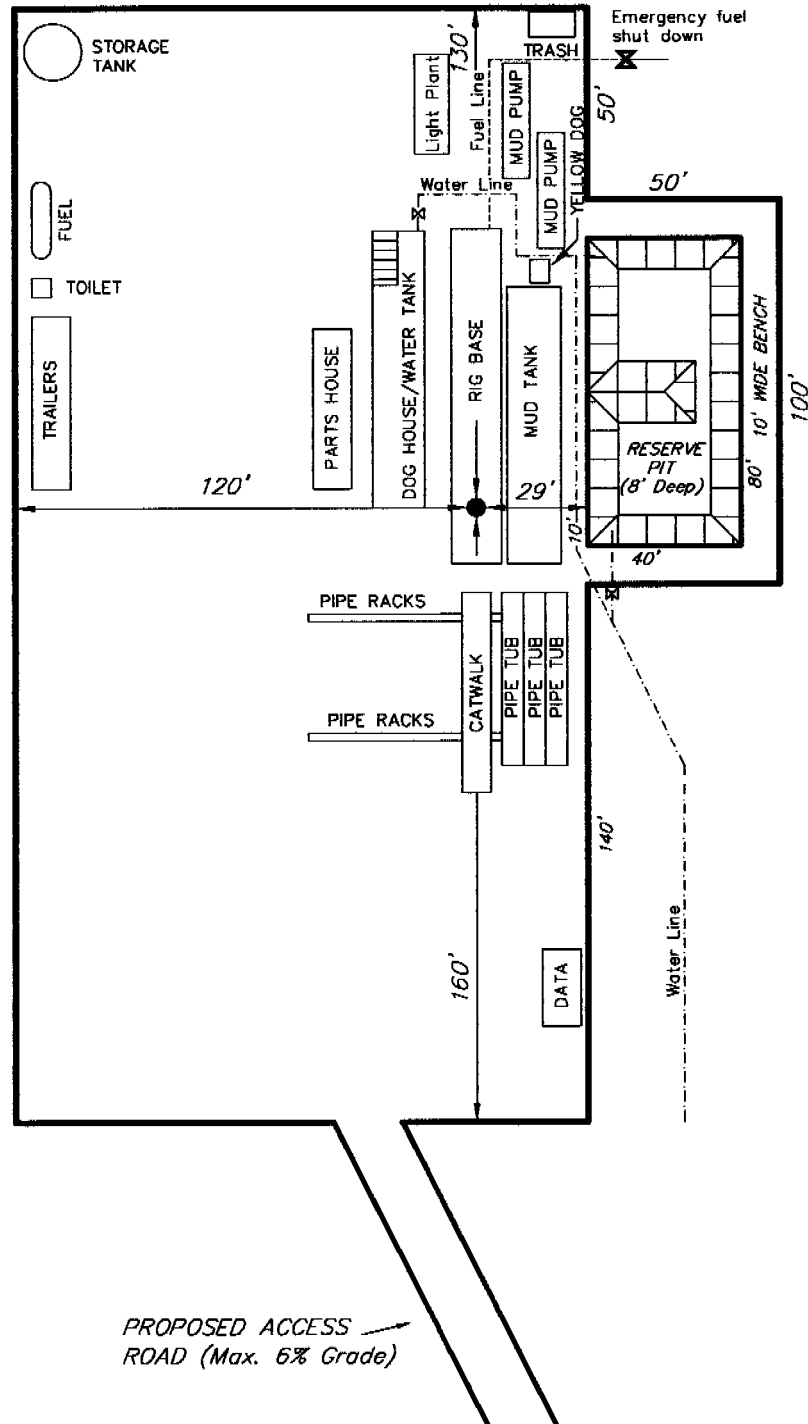 Emergency fuel
shut down
STORAGE
TANK
TRASH
130'
Light Plant
Fuel Line
MUD PUMP
50'
MUD PUMP
YELLOW DOG
Water Line
50'
FUEL
TOILET
TRAILERS
PARTS HOUSE
DOG HOUSE/WATER TANK
RIG BASE
MUD TANK
RESERVE
PIT
(8' Deep)
80'
10' WIDE BENCH
100'
120'
29'
10'
40'
PIPE RACKS
CATWALK
PIPE TUB
PIPE TUB
PIPE TUB
PIPE RACKS
140'
Water Line
160'
DATA
PROPOSED ACCESS
ROAD (Max. 6% Grade)